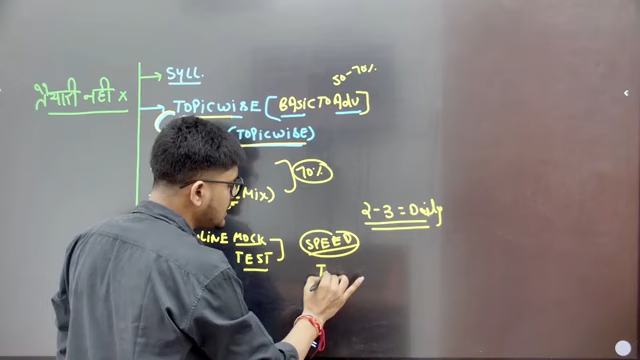 तैयारी नहीं ×
→ SYLL.
50-70%
→ TOPICWISE (BASIC TO ADV]
(TOPICWISE)
Mix)
70%
2-3 = Daily
LINE MOCK
TEST
SPEED
T